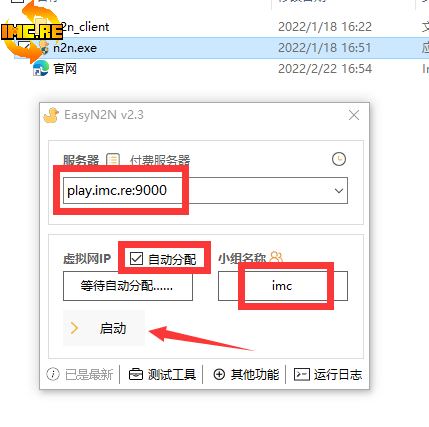 IMC.RE
n2n_client
2022/1/18 16:22
n2n.exe
2022/1/18 16:51
官网
2022/2/22 16:54
EasyN2N v2.3
服务器 付费服务器
play.imc.re:9000
虚拟网IP 自动分配 小组名称
等待自动分配...... imc
启动
已是最新 测试工具 其他功能 运行日志